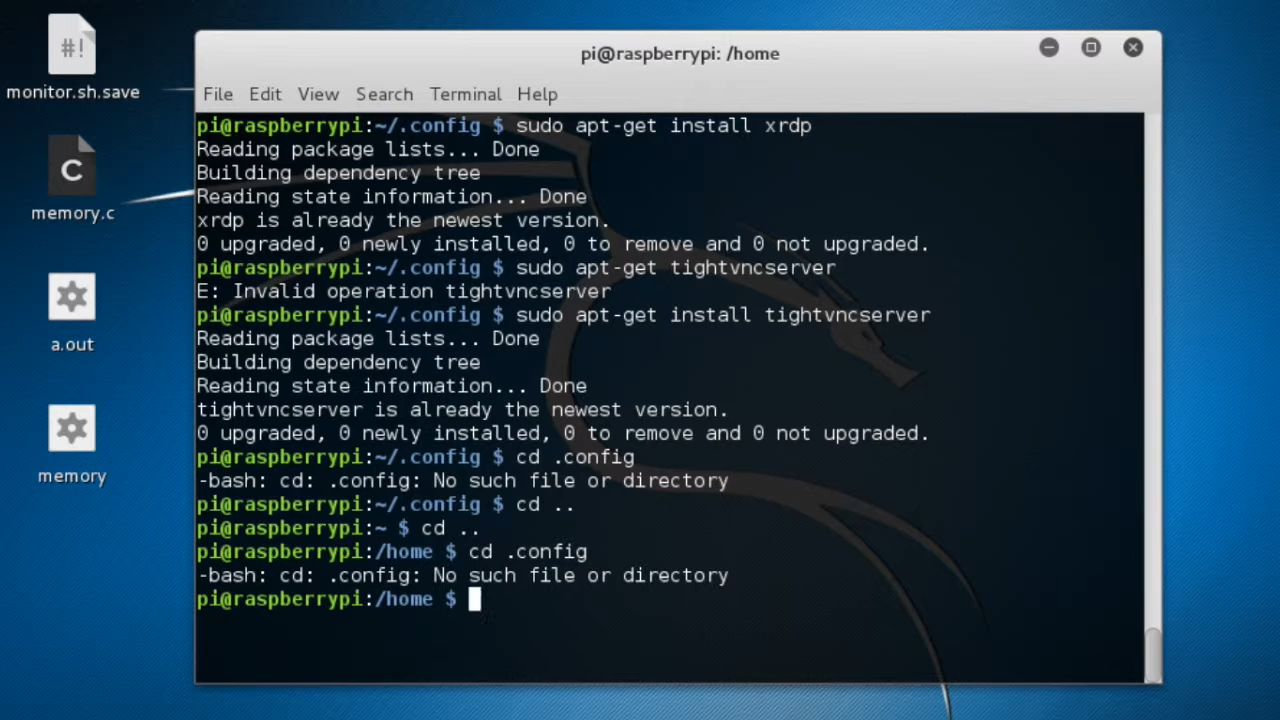 #!
monitor.sh.save
C
memory.c
a.out
memory
pi@raspberrypi: /home
File Edit View Search Terminal Help
pi@raspberrypi:~/.config $ sudo apt-get install xrdp
Reading package lists... Done
Building dependency tree
Reading state information... Done
xrdp is already the newest version.
0 upgraded, 0 newly installed, 0 to remove and 0 not upgraded.
pi@raspberrypi:~/.config $ sudo apt-get tightvncserver
E: Invalid operation tightvncserver
pi@raspberrypi:~/.config $ sudo apt-get install tightvncserver
Reading package lists... Done
Building dependency tree
Reading state information... Done
tightvncserver is already the newest version.
0 upgraded, 0 newly installed, 0 to remove and 0 not upgraded.
pi@raspberrypi:~/.config $ cd .config
-bash: cd: .config: No such file or directory
pi@raspberrypi:~/.config $ cd ..
pi@raspberrypi:~ $ cd ..
pi@raspberrypi:/home $ cd .config
-bash: cd: .config: No such file or directory
pi@raspberrypi:/home $